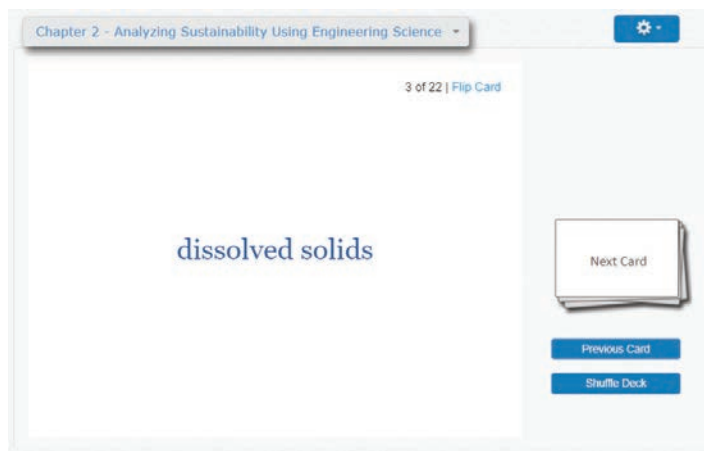 Chapter 2 - Analyzing Sustainability Using Engineering Science
3 of 22 | Flip Card
dissolved solids
Next Card
Previous Card
Shuffle Deck